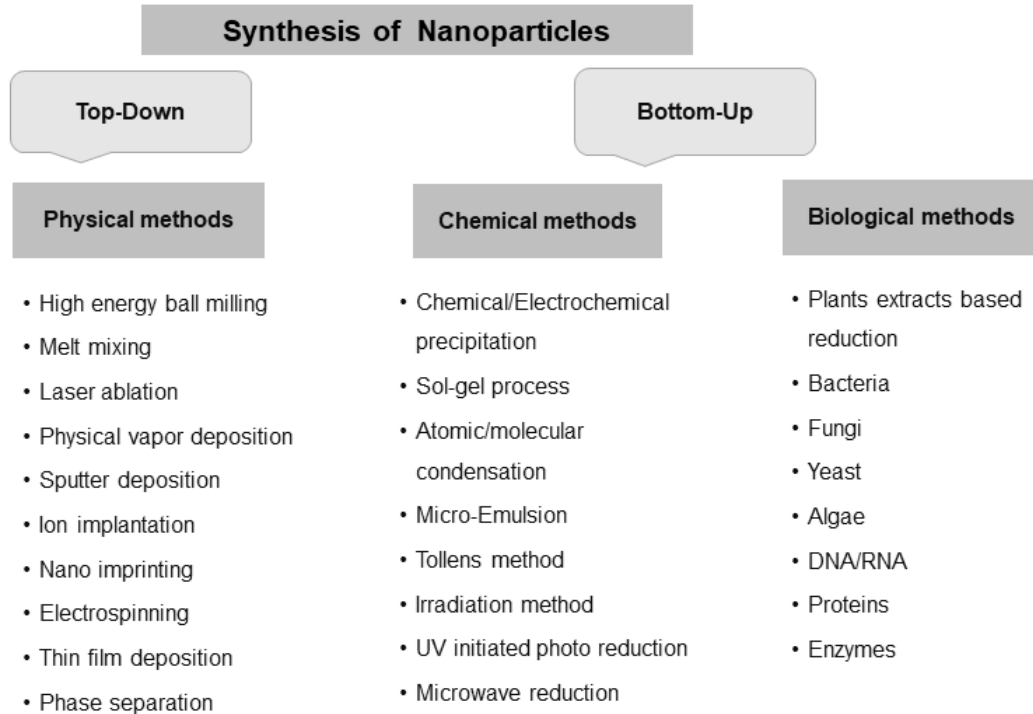 Synthesis of Nanoparticles
Top-Down
Bottom-Up
Physical methods
Chemical methods
Biological methods
• High energy ball milling
• Melt mixing
• Laser ablation
• Physical vapor deposition
• Sputter deposition
• Ion implantation
• Nano imprinting
• Electrospinning
• Thin film deposition
• Phase separation
• Chemical/Electrochemical
precipitation
• Sol-gel process
• Atomic/molecular
condensation
• Micro-Emulsion
• Tollens method
• Irradiation method
• UV initiated photo reduction
• Microwave reduction
• Plants extracts based
reduction
• Bacteria
• Fungi
• Yeast
• Algae
• DNA/RNA
• Proteins
• Enzymes